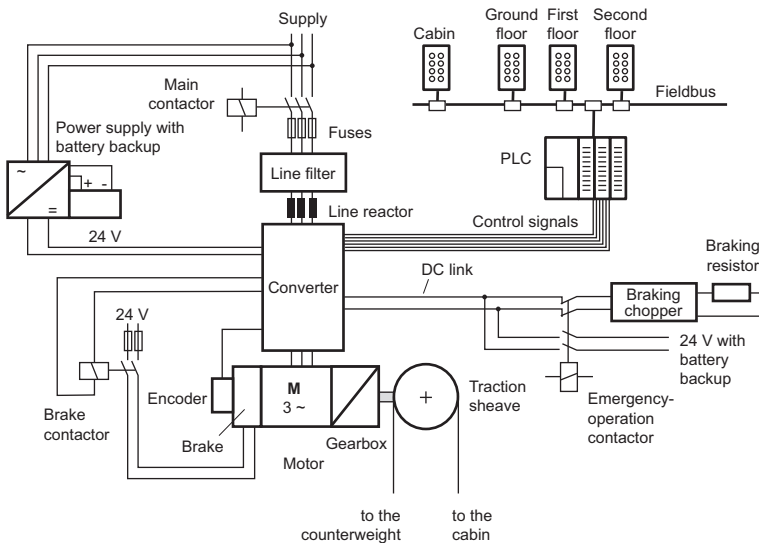 Supply
Cabin
Ground
floor
First
floor
Second
floor
Fieldbus
Main
contactor
Fuses
Power supply with
battery backup
~
+ -
=
Line filter
PLC
Line reactor
Control signals
24 V
DC link
Braking
resistor
Converter
Braking
chopper
24 V
24 V with
battery
backup
Encoder
M
3 ~
+
Traction
sheave
Emergency-
operation
contactor
Brake
contactor
Brake
Gearbox
Motor
to the
counterweight
to the
cabin